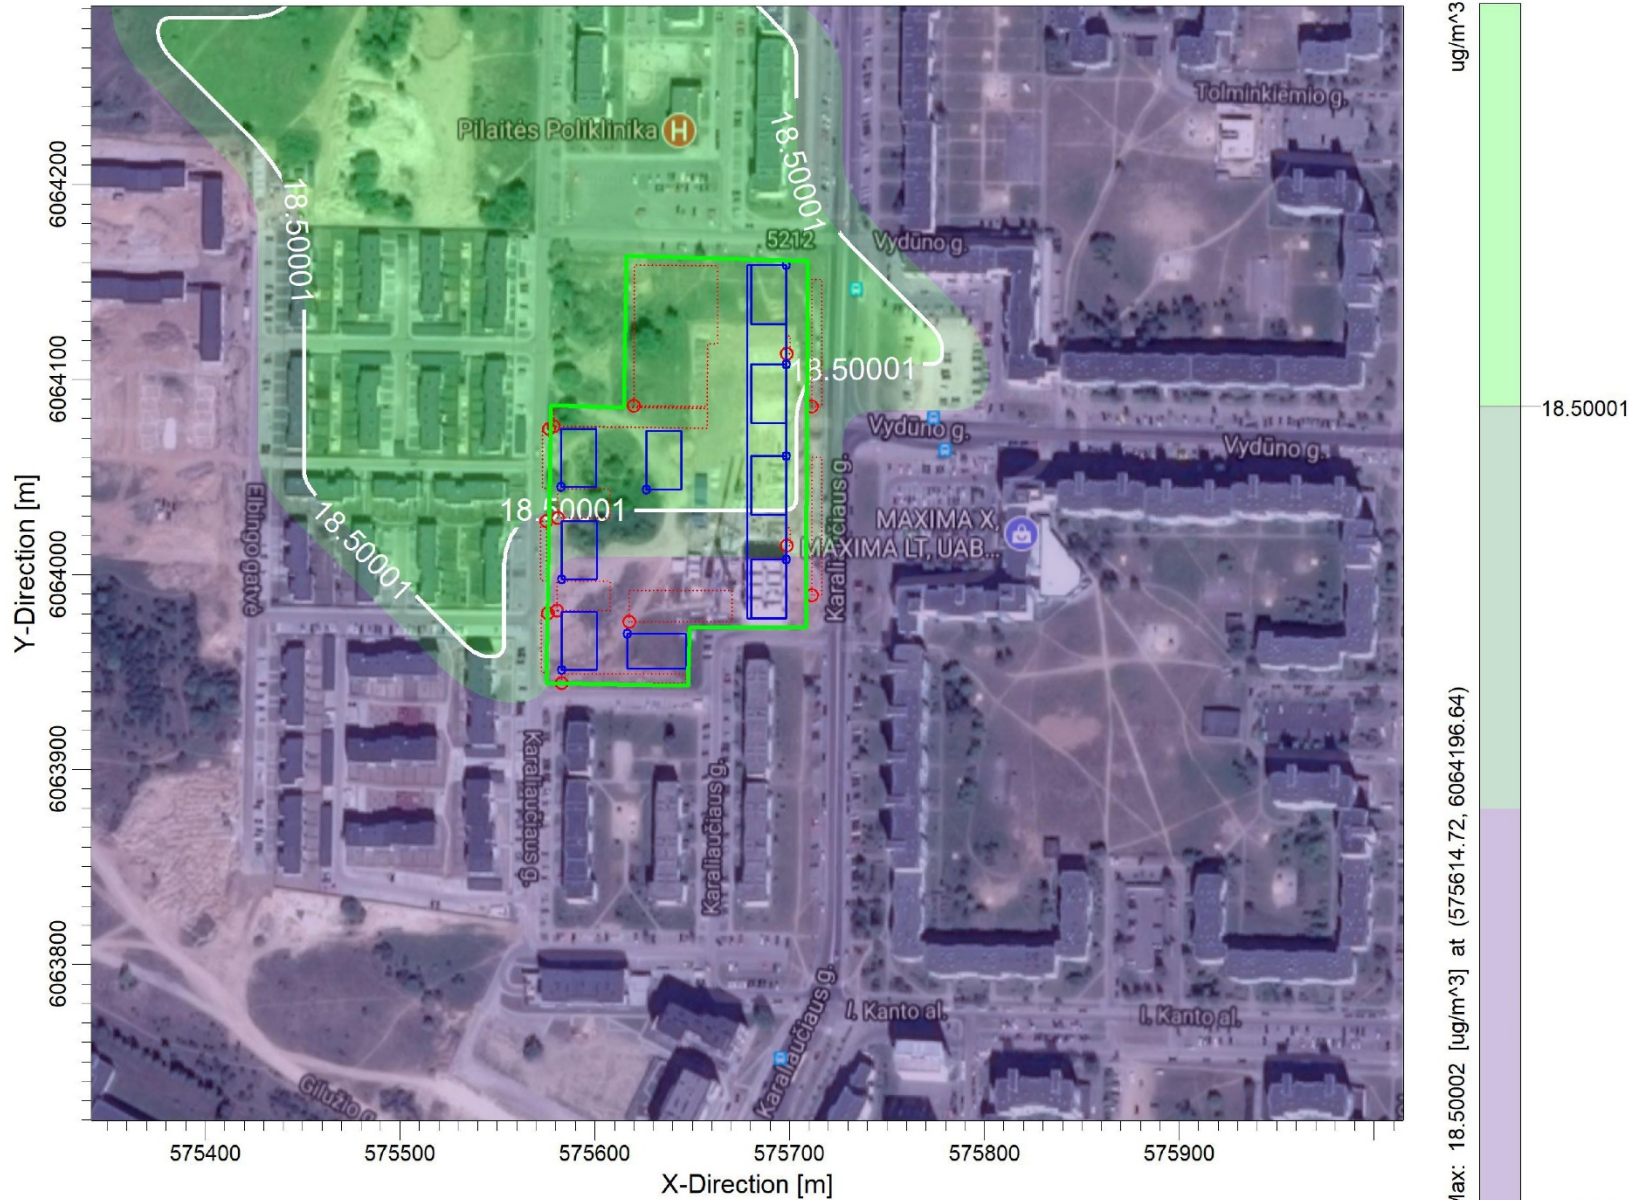 ug/m^3
Tolminkiemio g.
Pilaitės Poliklinika H
6064200
18.50001
18.50001
5212
Vydūno g.
6064100
18.50001
18.50001
Vydūno g.
Vydūno g.
Y-Direction [m]
Elbingo gatvė
18.50001
18.50001
Karaliaučiaus g.
MAXIMA X,
MAXIMA LT, UAB...
6064000
6063900
Karaliaučiaus g.
Karaliaučiaus g.
Max: 18.50002 [ug/m^3] at (575614.72, 6064196.64)
6063800
Karaliaučiaus g.
I. Kanto al.
I. Kanto al.
Gilužio g.
575400 575500 575600 575700 575800 575900
X-Direction [m]